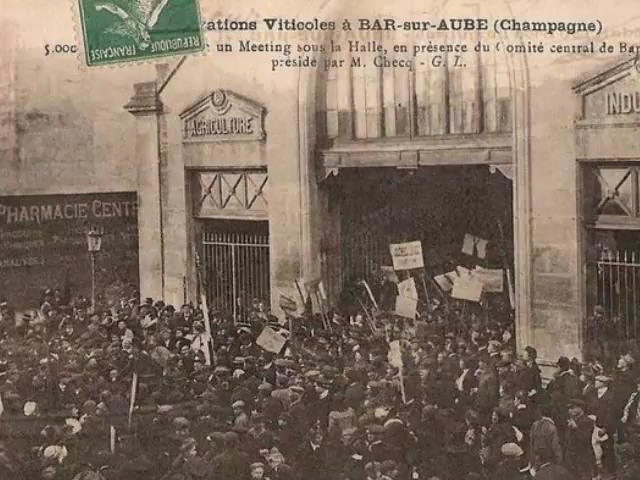 ations Viticoles à BAR-sur-AUBE (Champagne)
5.000 un Meeting sous la Halle, en présence du Comité central de Bar
présidé par M. Checq - G. L.
Française
REPUB
AGRICULTURE
INDU
PHARMACIE CENT